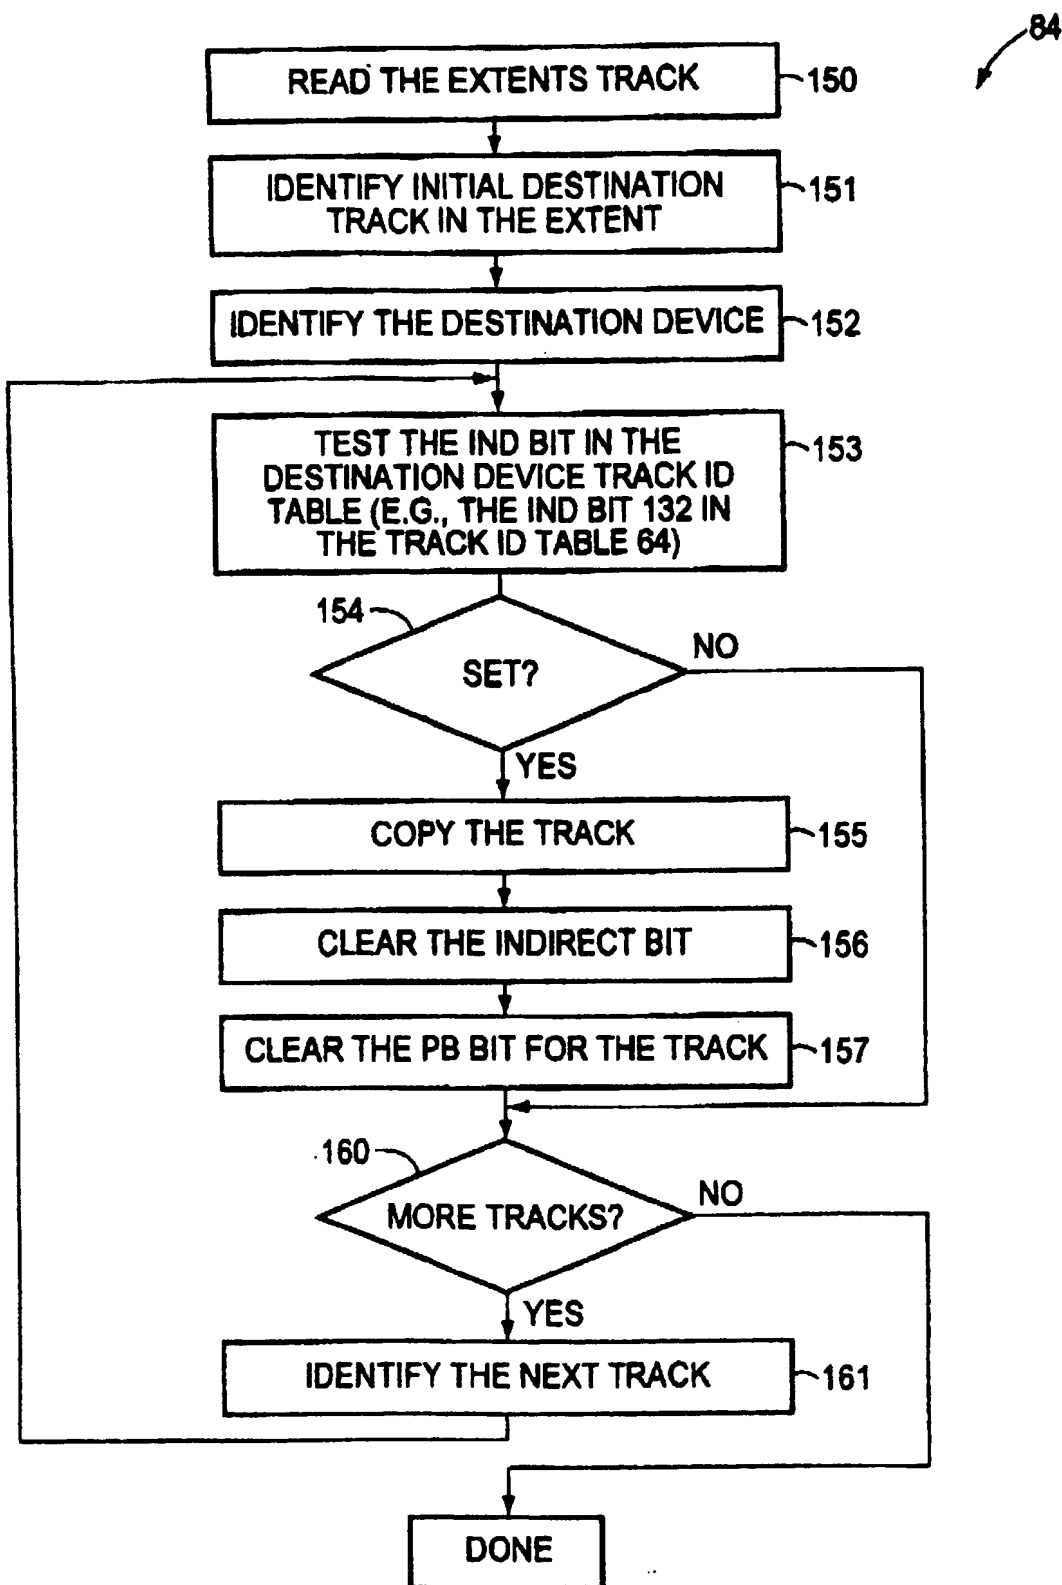 84
READ THE EXTENTS TRACK
150
IDENTIFY INITIAL DESTINATION
TRACK IN THE EXTENT
151
IDENTIFY THE DESTINATION DEVICE
152
TEST THE IND BIT IN THE
DESTINATION DEVICE TRACK ID
TABLE (E.G., THE IND BIT 132 IN
THE TRACK ID TABLE 64)
153
154
SET?
NO
YES
COPY THE TRACK
155
CLEAR THE INDIRECT BIT
156
CLEAR THE PB BIT FOR THE TRACK
157
160
MORE TRACKS?
NO
YES
IDENTIFY THE NEXT TRACK
161
DONE